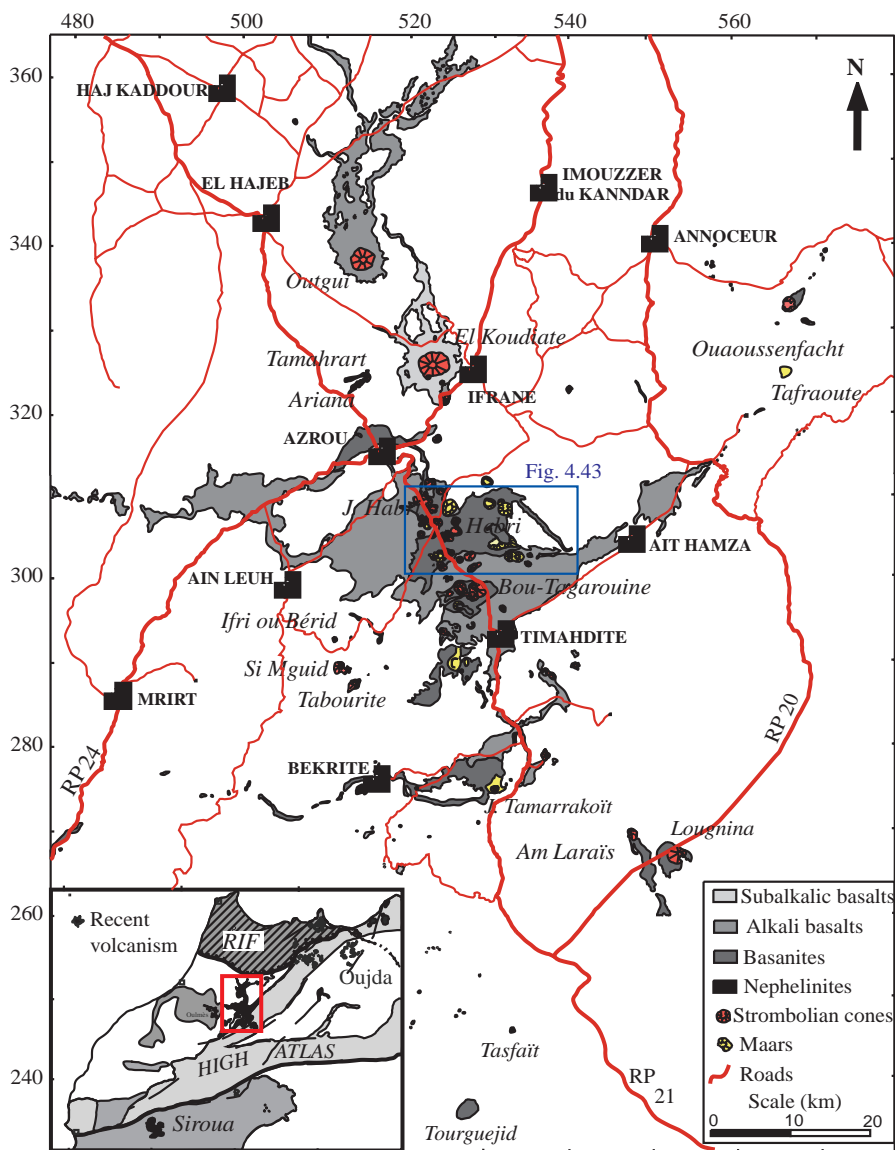 480 500 520 540 560
360
N
HAJ KADDOUR
IMOUZZER
du KANNDAR
EL HAJEB
ANNOCEUR
340
Outgui
El Koudiate
Ouaoussenfacht
Tamahrart
Tafraoute
Ariana
IFRANE
320
AZROU
Fig. 4.43
J. Habri
Habri
AIT HAMZA
300
AIN LEUH
Bou-Tagarouine
Ifri ou Bérid
TIMAHDITE
Si Mguid
Tabourite
MRIRT
RP 20
280
RP 24
BEKRITE
J. Tamarrakoït
Lougnina
Am Laraïs
260
Subalkalic basalts
Alkali basalts
Basanites
Nephelinites
Strombolian cones
Maars
Roads
Scale (km)
0 10 20
Recent
volcanism
RIF
Oujda
Oulmès
HIGH ATLAS
Siroua
240
Tasfaït
RP
21
Tourguejid